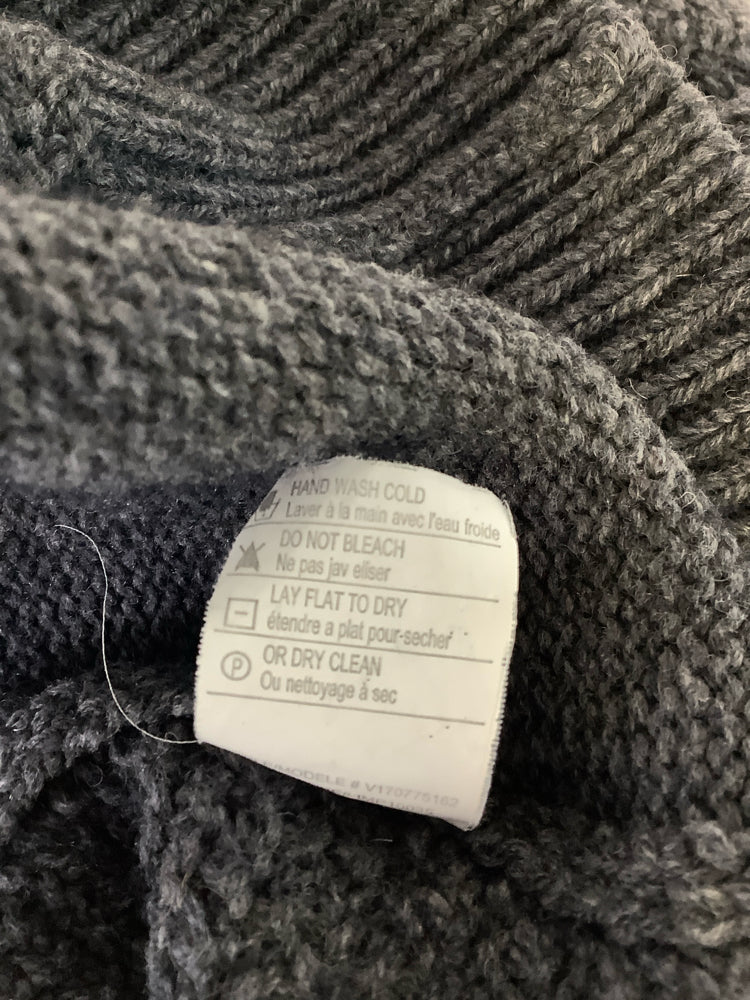 HAND WASH COLD
Laver à la main avec l'eau froide
DO NOT BLEACH
Ne pas jav eliser
LAY FLAT TO DRY
étendre a plat pour-secher
P
OR DRY CLEAN
Ou nettoyage à sec
/MODELE # V170775162